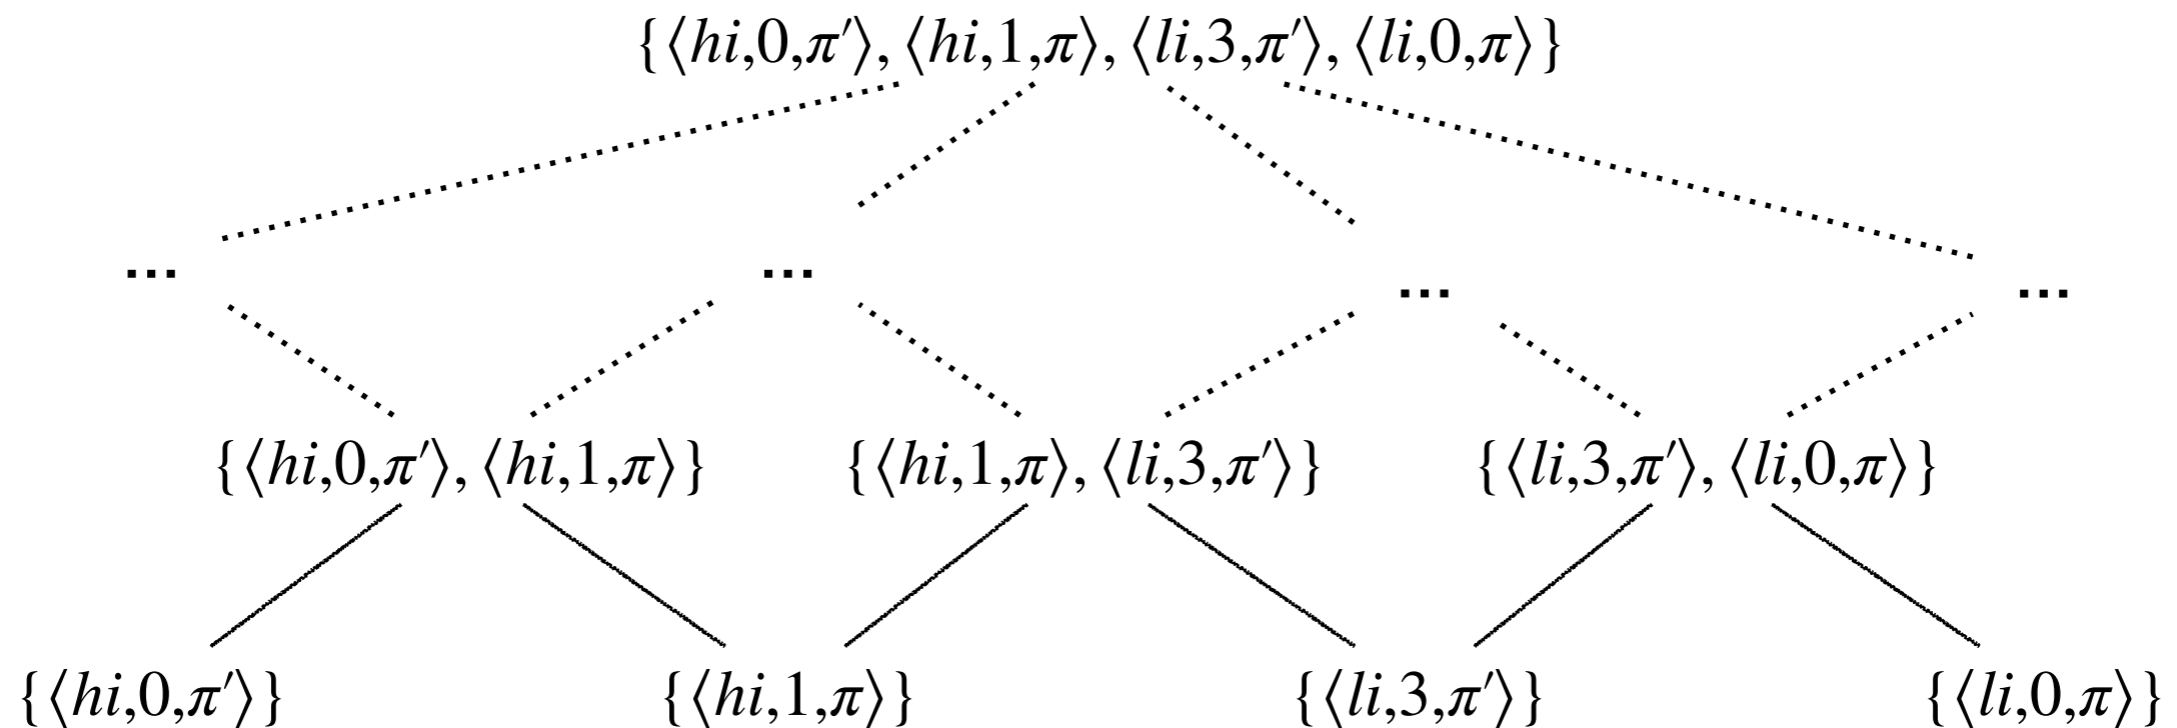 {⟨hi,0,π′⟩, ⟨hi,1,π⟩, ⟨li,3,π′⟩, ⟨li,0,π⟩}
... ... ... ...
{⟨hi,0,π′⟩, ⟨hi,1,π⟩} {⟨hi,1,π⟩, ⟨li,3,π′⟩} {⟨li,3,π′⟩, ⟨li,0,π⟩}
{⟨hi,0,π′⟩} {⟨hi,1,π⟩} {⟨li,3,π′⟩} {⟨li,0,π⟩}